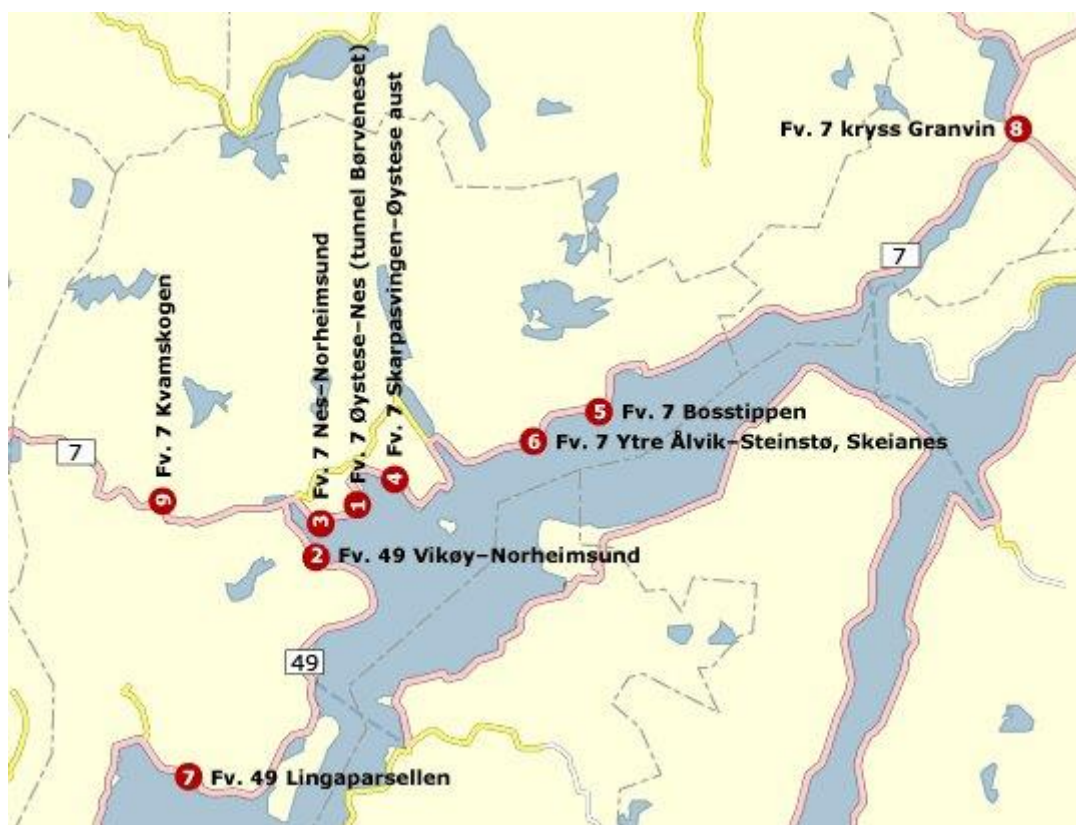 Fv. 7 kryss Granvin 8
7
9 Fv. 7 Kvamskogen
3 Fv. 7 Nes–Norheimsund
1 Fv. 7 Øystese–Nes (tunnel Børveneset)
4 Fv. 7 Skarpasvingen–Øystese aust
5 Fv. 7 Bosstippen
6 Fv. 7 Ytre Ålvik–Steinstø, Skeianes
7
2 Fv. 49 Vikøy–Norheimsund
49
7 Fv. 49 Lingaparsellen